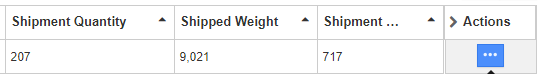 Shipment Quantity Shipped Weight Shipment ... Actions
207 9,021 717 ...